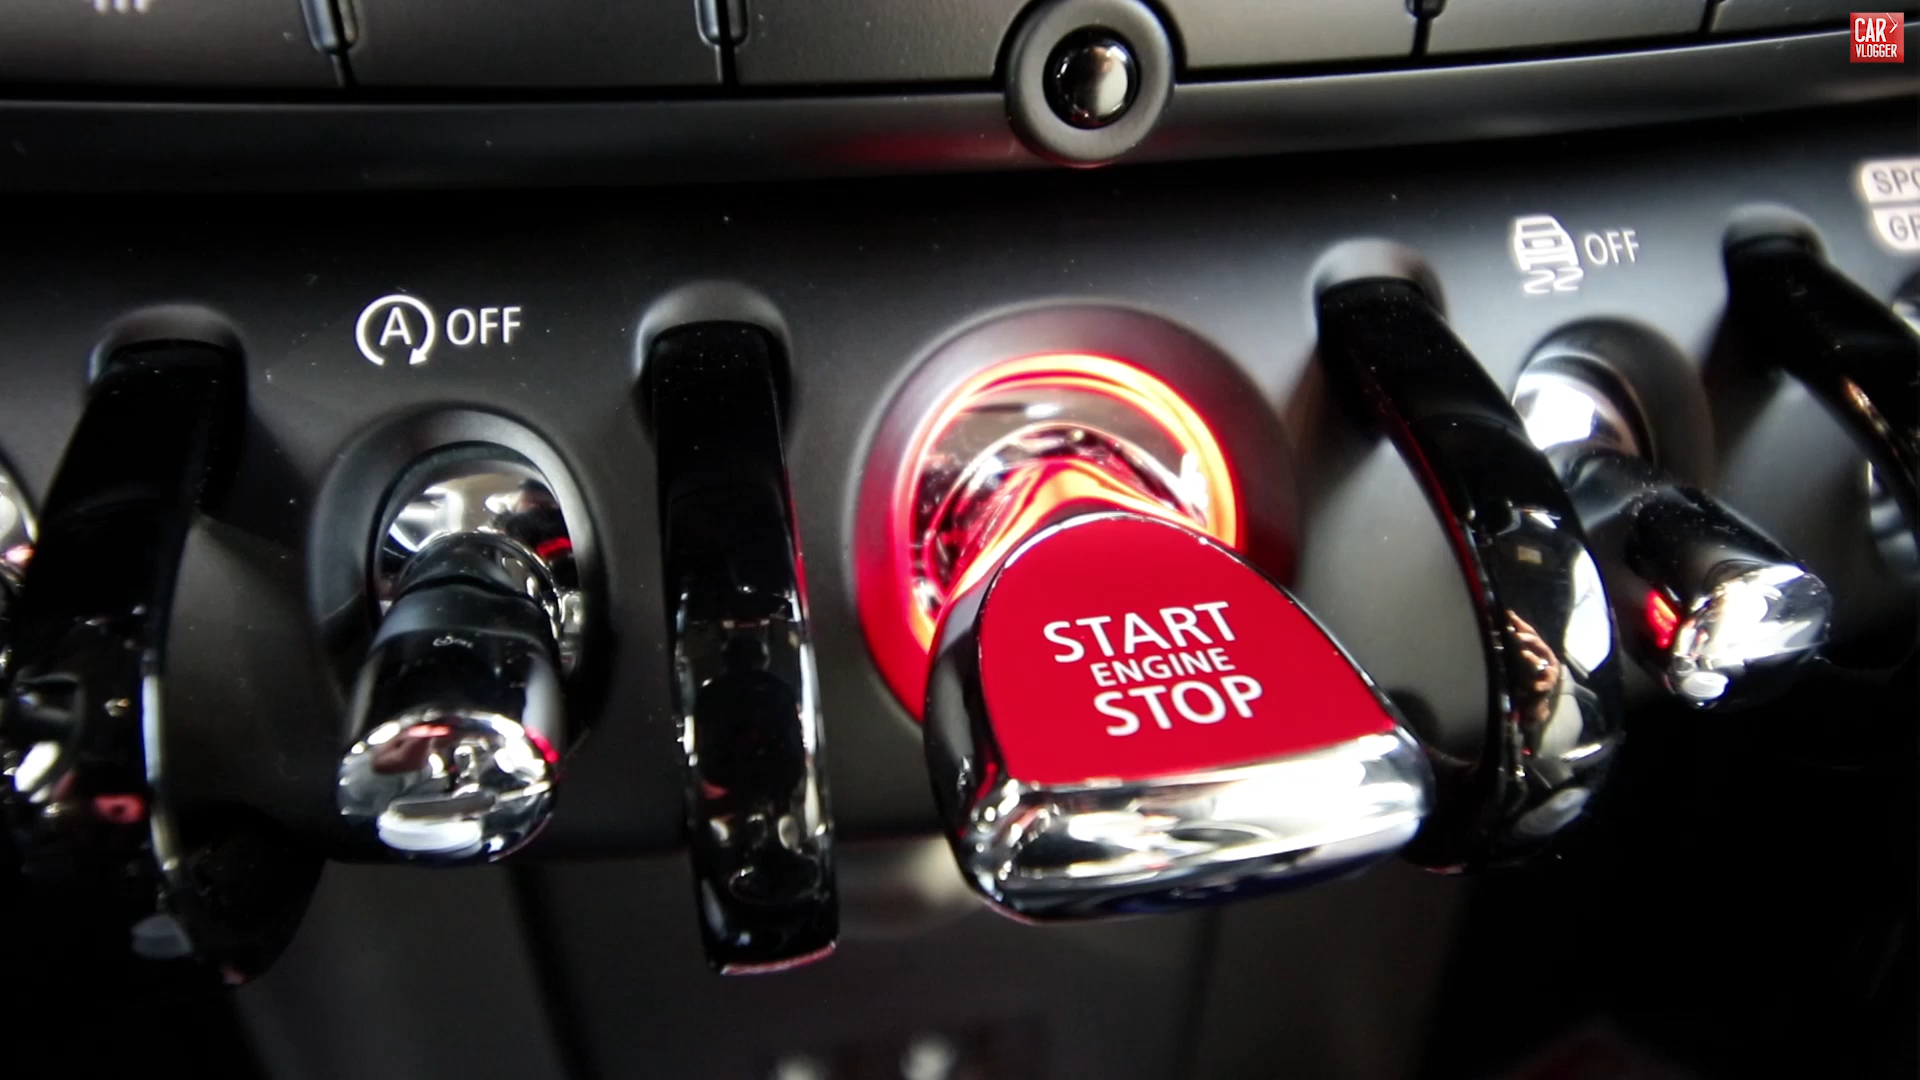 CAR
VLOGGER
A OFF
OFF
START
ENGINE
STOP